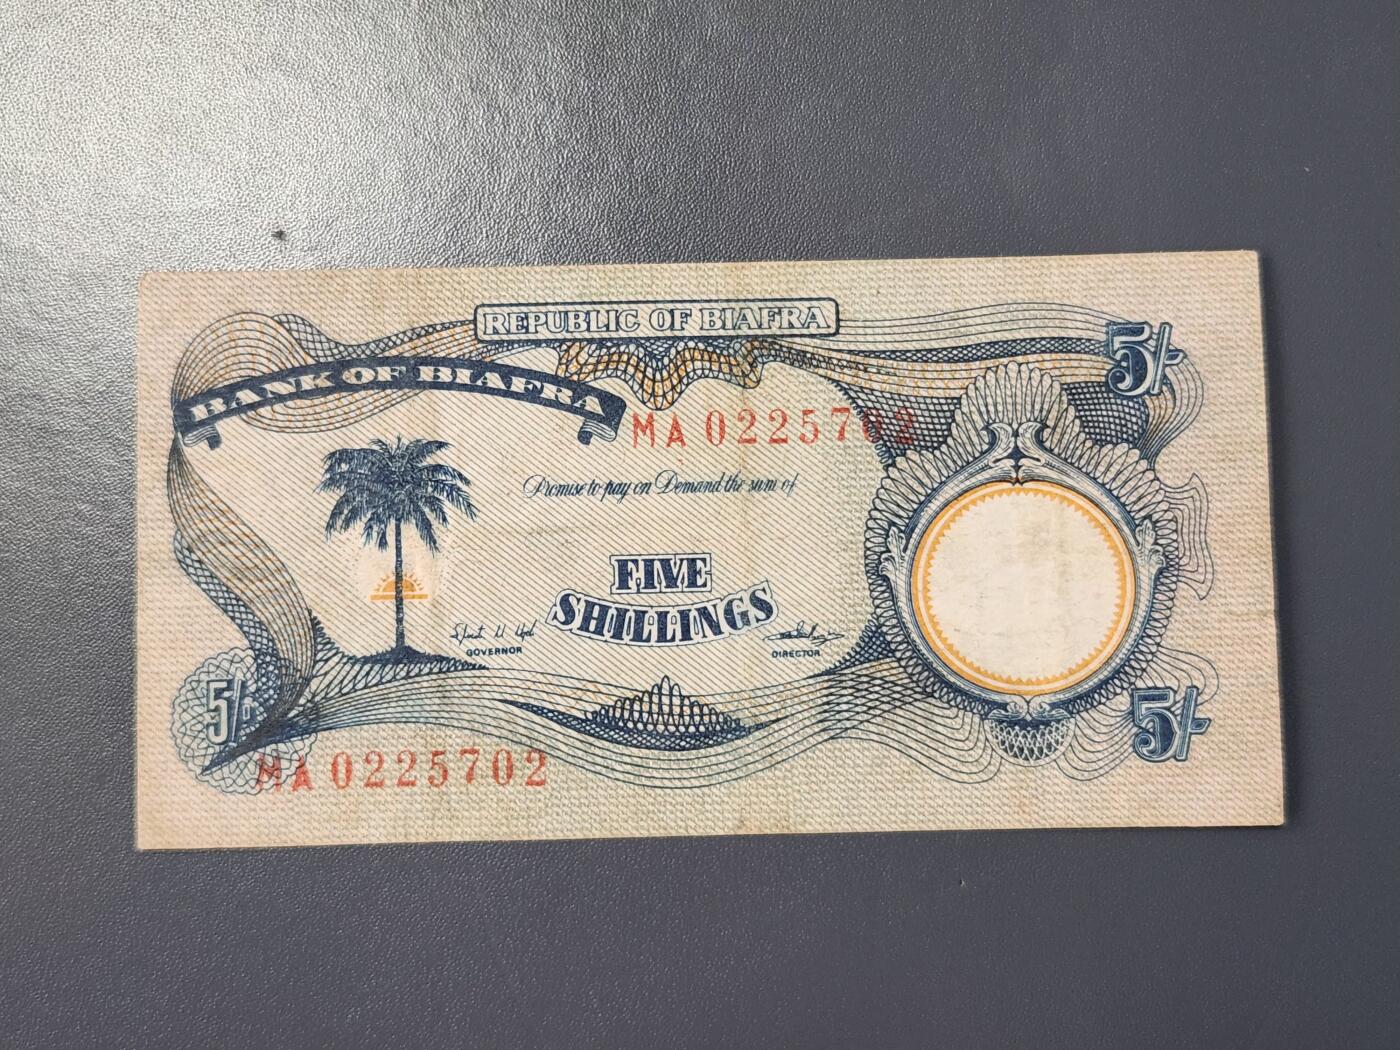 REPUBLIC OF BIAFRA
5/-
BANK OF BIAFRA
MA 0225702
Promise to pay on Demand the sum of
FIVE
SHILLINGS
GOVERNOR
DIRECTOR
5/-
5/-
MA 0225702